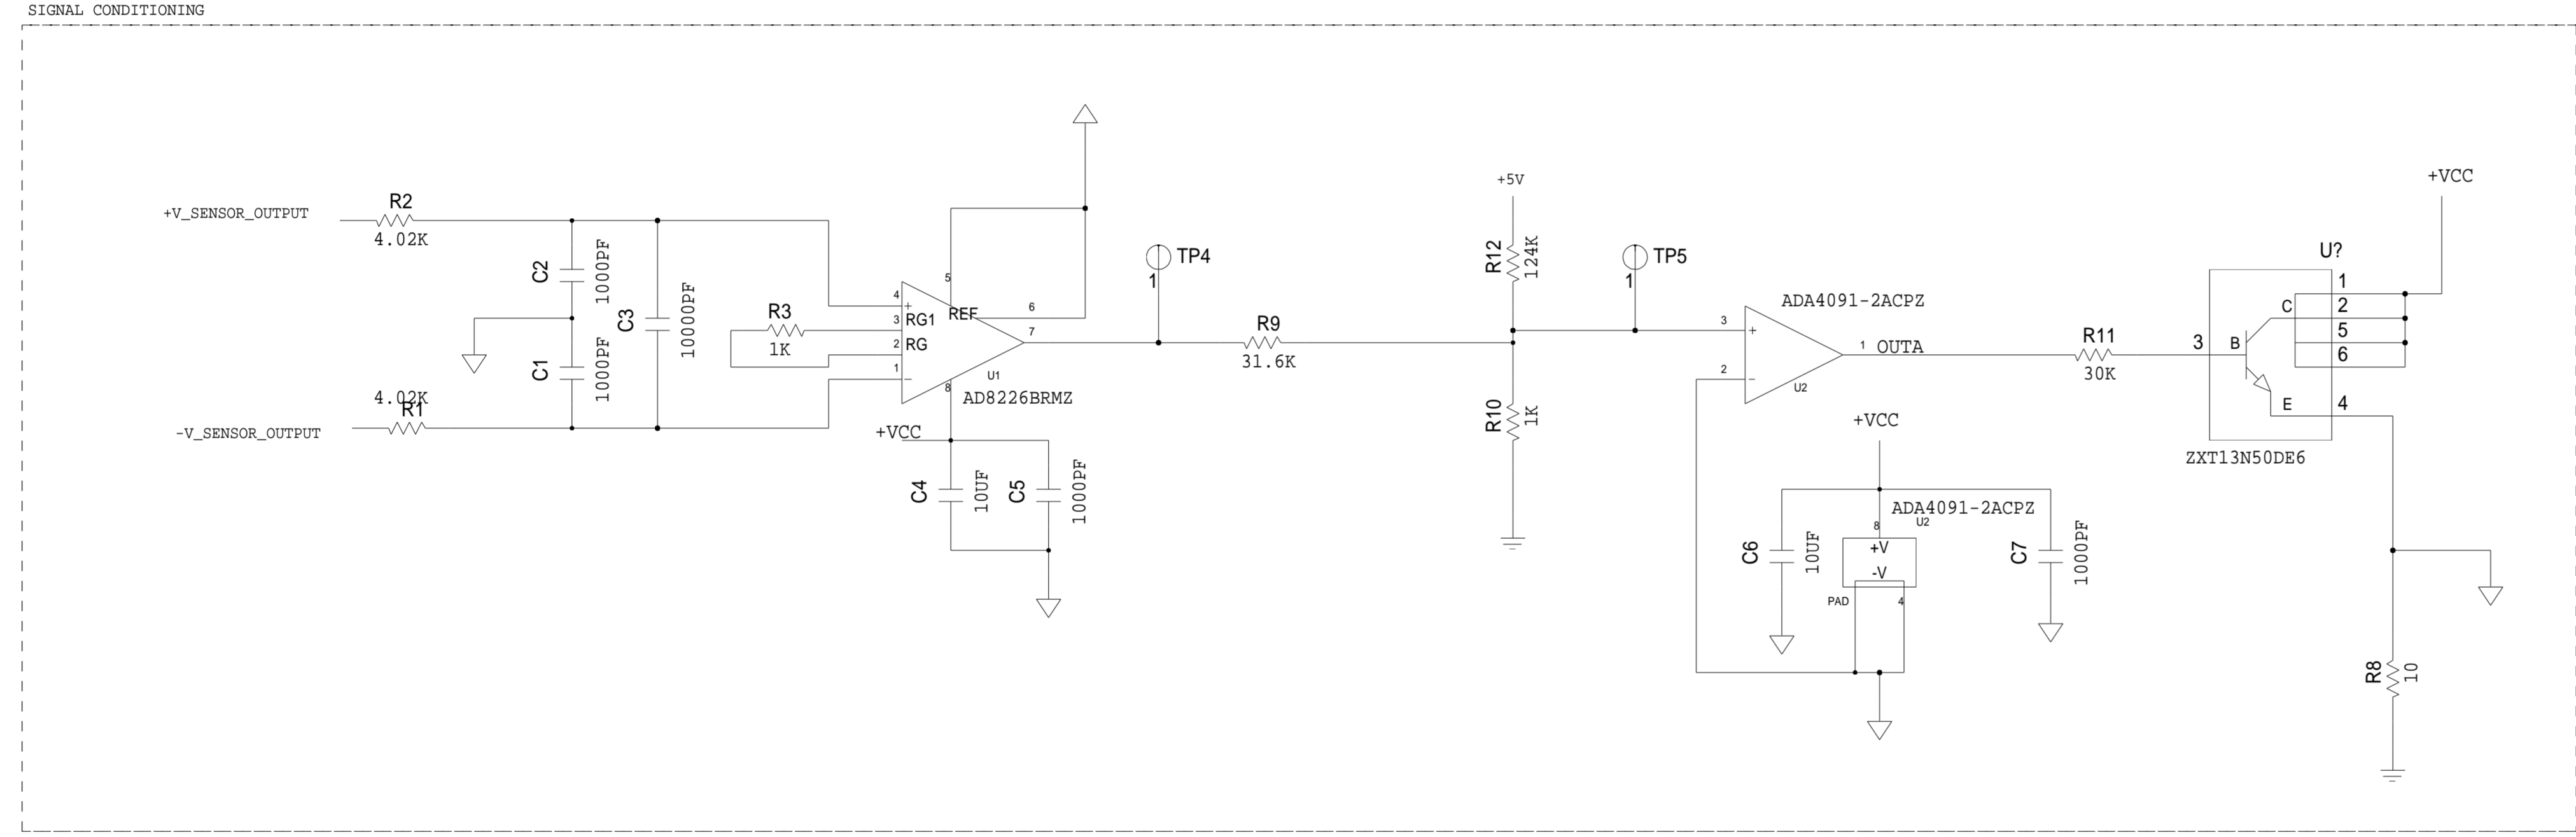 SIGNAL CONDITIONING
+V_SENSOR_OUTPUT
R2
4.02K
C2
1000PF
C1
1000PF
C3
10000PF
4.02K
R1
-V_SENSOR_OUTPUT
R3
1K
4
3
2
1
+
RG1
RG
-
5
REF
6
7
8
U1
AD8226BRMZ
+VCC
C4
10UF
C5
1000PF
TP4
1
R9
31.6K
+5V
R12
124K
R10
1K
TP5
1
ADA4091-2ACPZ
3
+
2
-
U2
1
OUTA
+VCC
ADA4091-2ACPZ
U2
8
+V
-V
PAD
4
C6
10UF
C7
1000PF
R11
30K
+VCC
U?
3
B
C
E
1
2
5
6
4
ZXT13N50DE6
R8
10